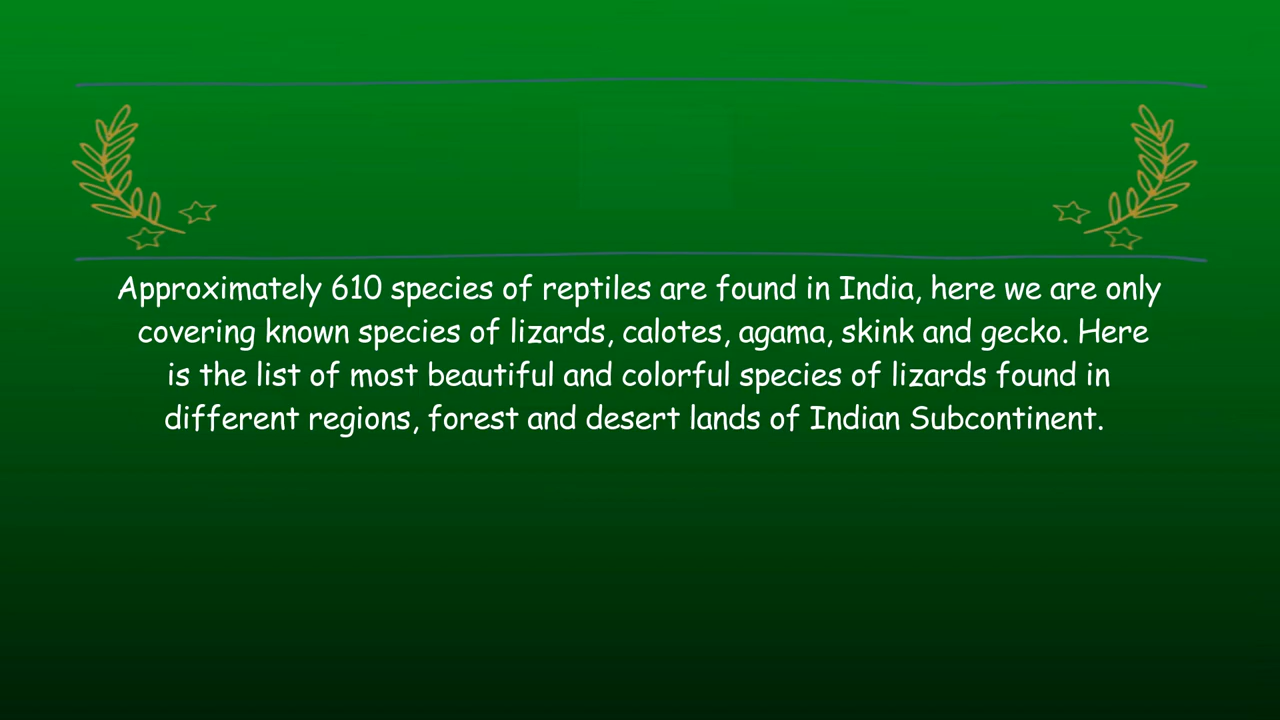 Approximately 610 species of reptiles are found in India, here we are only
covering known species of lizards, calotes, agama, skink and gecko. Here
is the list of most beautiful and colorful species of lizards found in
different regions, forest and desert lands of Indian Subcontinent.